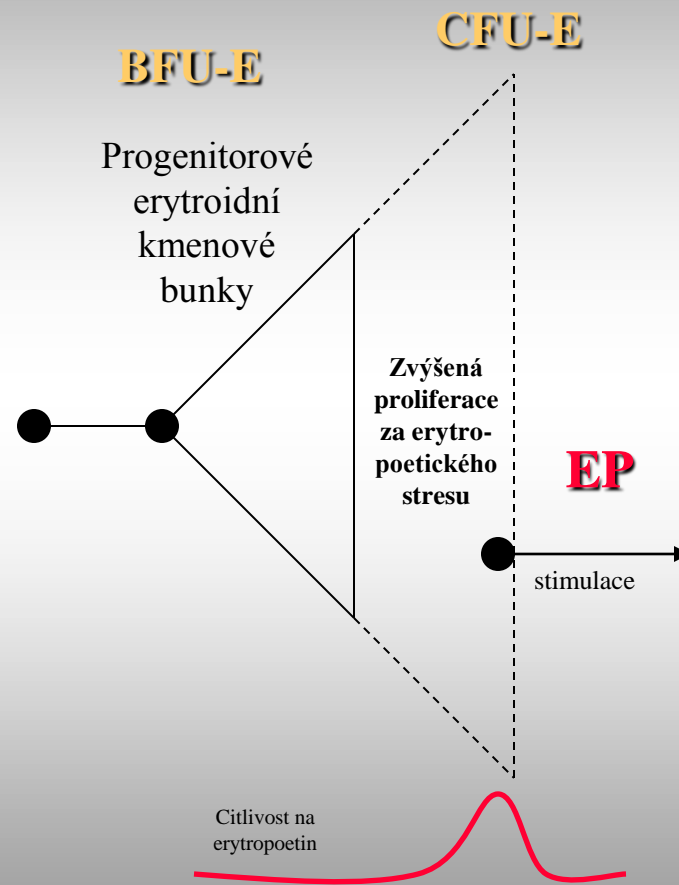 CFU-E
BFU-E
Progenitorové
erytroidní
kmenové
bunky
Zvýšená
proliferace
za erytro-
poetického
stresu
EP
stimulace
Citlivost na
erytropoetin